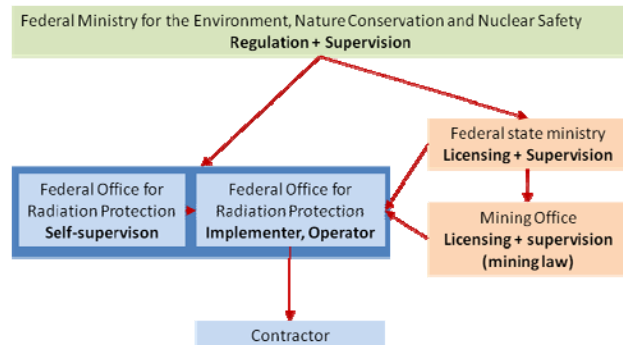 Federal Ministry for the Environment, Nature Conservation and Nuclear Safety
Regulation + Supervision
Federal state ministry
Licensing + Supervision
Federal Office for
Radiation Protection
Self-supervison
Federal Office for
Radiation Protection
Implementer, Operator
Mining Office
Licensing + supervision
(mining law)
Contractor